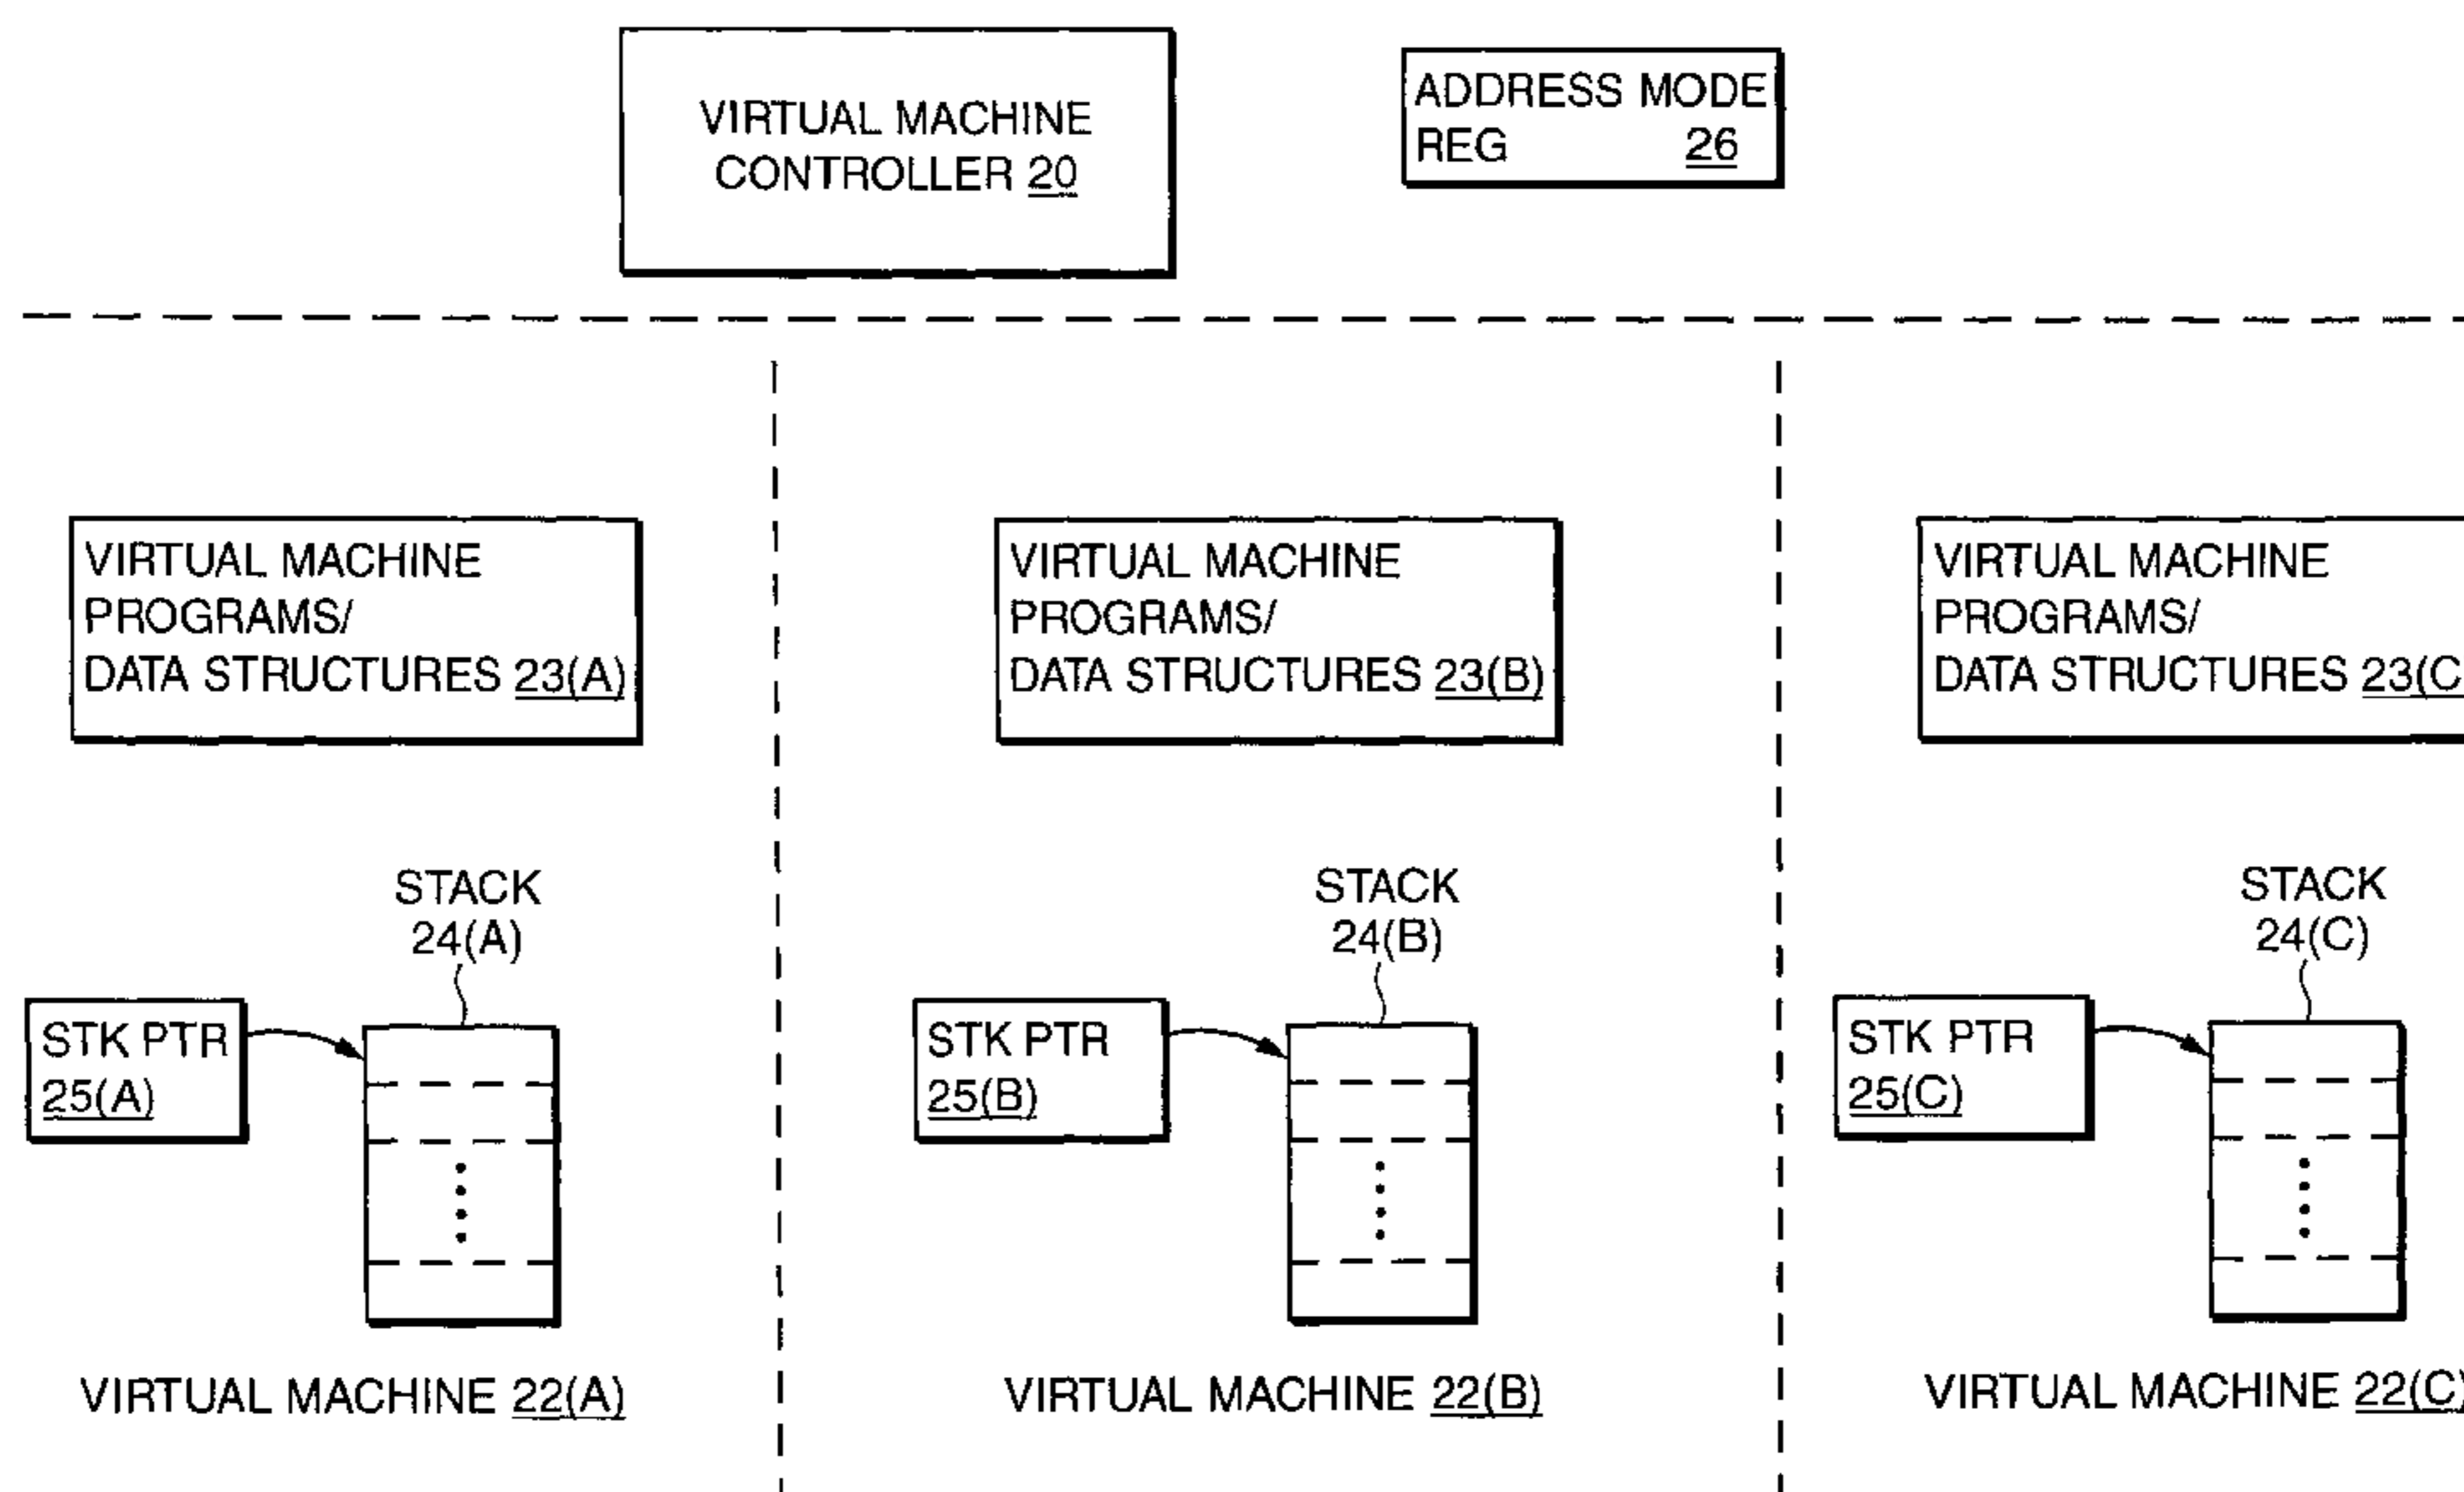 VIRTUAL MACHINE
CONTROLLER 20
ADDRESS MODE
REG 26
VIRTUAL MACHINE
PROGRAMS/
DATA STRUCTURES 23(A)
VIRTUAL MACHINE
PROGRAMS/
DATA STRUCTURES 23(B)
VIRTUAL MACHINE
PROGRAMS/
DATA STRUCTURES 23(C
STACK
24(A)
STK PTR
25(A)
STACK
24(B)
STK PTR
25(B)
STACK
24(C)
STK PTR
25(C)
VIRTUAL MACHINE 22(A)
VIRTUAL MACHINE 22(B)
VIRTUAL MACHINE 22(C)